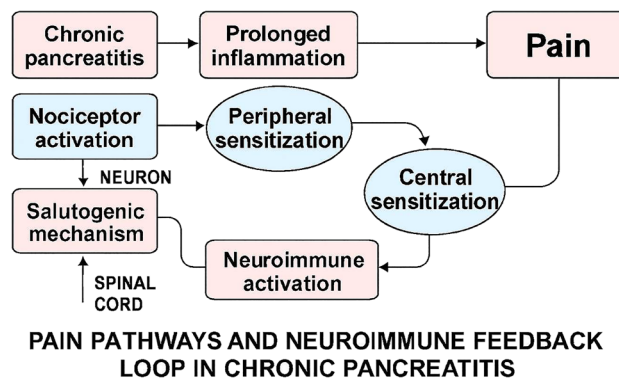 Chronic
pancreatitis
Prolonged
inflammation
Pain
Nociceptor
activation
Peripheral
sensitization
NEURON
Central
sensitization
Salutogenic
mechanism
Neuroimmune
activation
SPINAL
CORD
PAIN PATHWAYS AND NEUROIMMUNE FEEDBACK
LOOP IN CHRONIC PANCREATITIS